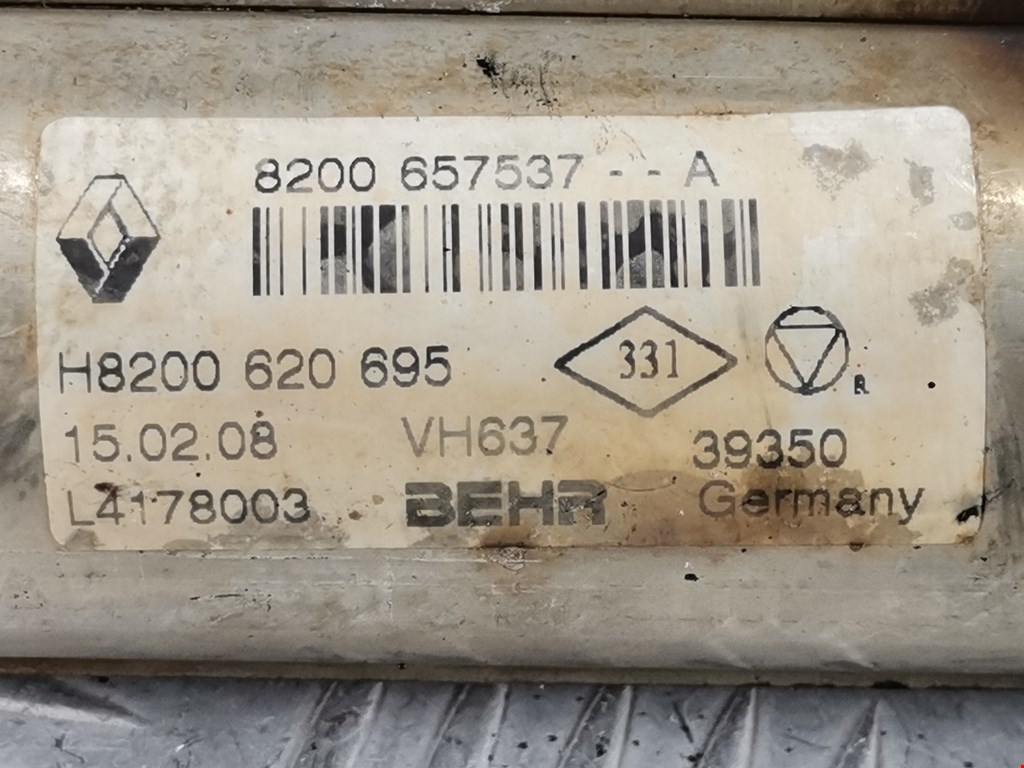 8200 657537 - - A
H8200 620 695
331
R
15.02.08 VH637 39350
L4178003 BEHR Germany